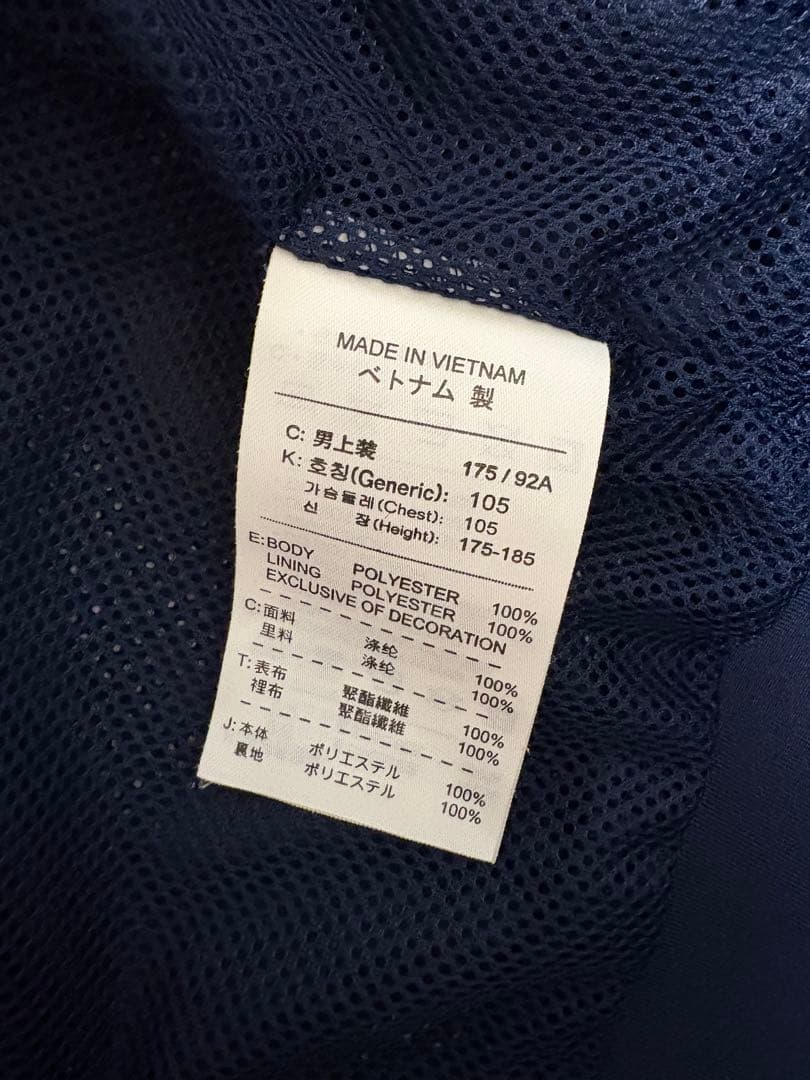 MADE IN VIETNAM
ベトナム 製
C: 男上装 175 / 92A
K: 호칭(Generic): 105
가슴둘레(Chest): 105
신 장(Height): 175-185
E: BODY POLYESTER 100%
LINING POLYESTER 100%
EXCLUSIVE OF DECORATION
C: 面料 涤纶 100%
里料 涤纶 100%
T: 表布 聚酯纖維 100%
裡布 聚酯纖維 100%
J: 本体 ポリエステル 100%
裏地 ポリエステル 100%